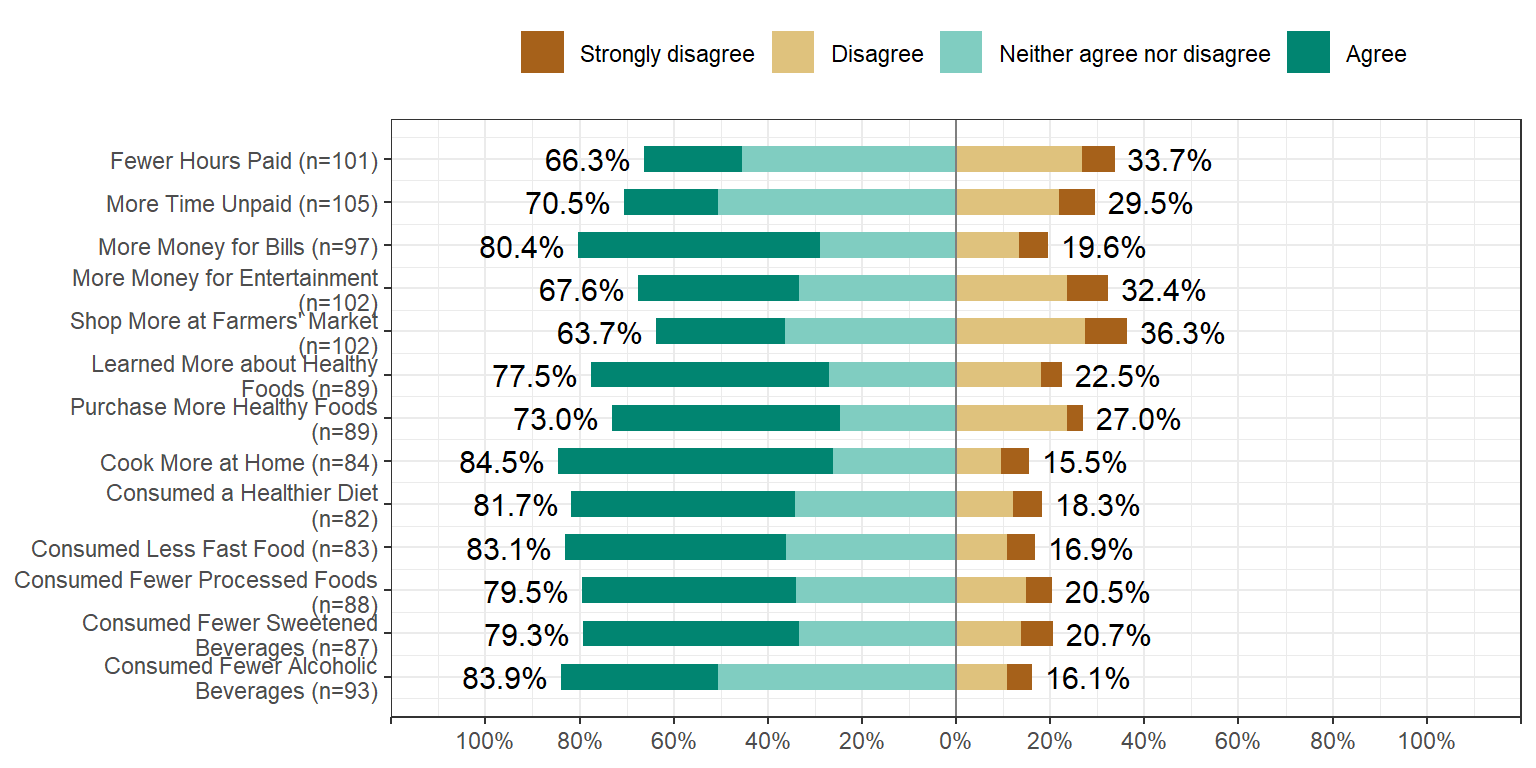 Strongly disagree Disagree Neither agree nor disagree Agree
Fewer Hours Paid (n=101) 66.3% 33.7%
More Time Unpaid (n=105) 70.5% 29.5%
More Money for Bills (n=97) 80.4% 19.6%
More Money for Entertainment
(n=102) 67.6% 32.4%
Shop More at Farmers' Market
(n=102) 63.7% 36.3%
Learned More about Healthy
Foods (n=89) 77.5% 22.5%
Purchase More Healthy Foods
(n=89) 73.0% 27.0%
Cook More at Home (n=84) 84.5% 15.5%
Consumed a Healthier Diet
(n=82) 81.7% 18.3%
Consumed Less Fast Food (n=83) 83.1% 16.9%
Consumed Fewer Processed Foods
(n=88) 79.5% 20.5%
Consumed Fewer Sweetened
Beverages (n=87) 79.3% 20.7%
Consumed Fewer Alcoholic
Beverages (n=93) 83.9% 16.1%
100% 80% 60% 40% 20% 0% 20% 40% 60% 80% 100%